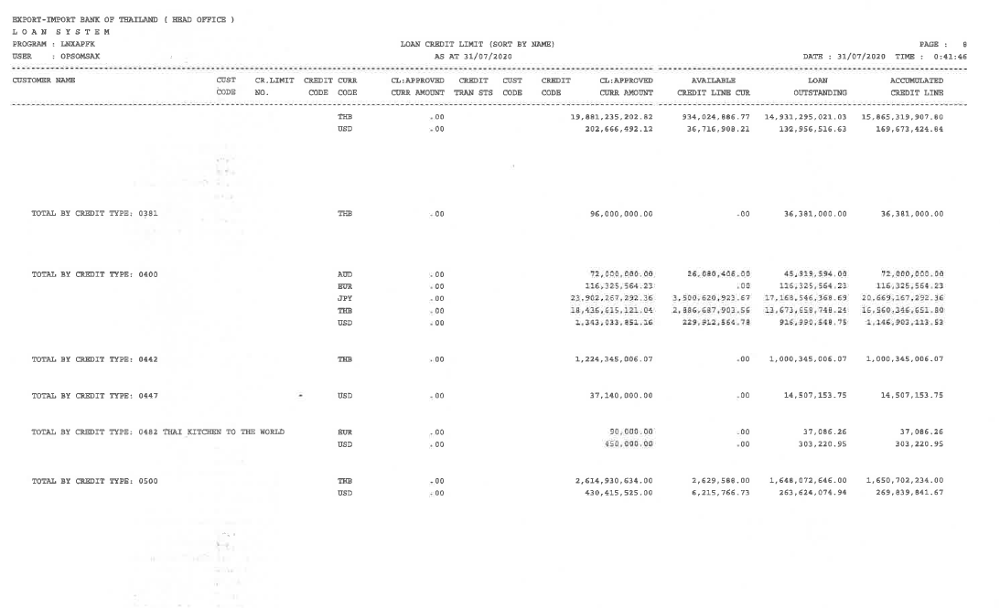 EXPORT-IMPORT BANK OF THAILAND ( HEAD OFFICE )
L O A N   S Y S T E M
PROGRAM : LNXAPFK LOAN CREDIT LIMIT (SORT BY NAME) PAGE : 8
USER : OPSOMSAK AS AT 31/07/2020 DATE : 31/07/2020 TIME : 0:41:46
CUSTOMER NAME CUST CR.LIMIT CREDIT CURR CL:APPROVED CREDIT CUST CREDIT CL:APPROVED AVAILABLE LOAN ACCUMULATED
CODE NO. CODE CODE CURR AMOUNT TRAN STS CODE CODE CURR AMOUNT CREDIT LINE CUR OUTSTANDING CREDIT LINE
THB .00 19,881,235,202.82 934,024,886.77 14,931,295,021.03 15,865,319,907.80
USD .00 202,666,492.12 36,716,908.21 132,956,516.63 169,673,424.84
TOTAL BY CREDIT TYPE: 0381 THB .00 96,000,000.00 .00 36,381,000.00 36,381,000.00
TOTAL BY CREDIT TYPE: 0400 AUD .00 72,000,000.00 26,080,406.00 45,919,594.00 72,000,000.00
EUR .00 116,325,564.23 .00 116,325,564.23 116,325,564.23
JPY .00 23,902,267,292.36 3,500,620,923.67 17,168,546,368.69 20,669,167,292.36
THB .00 18,436,615,121.04 2,886,687,903.56 13,673,658,748.24 16,560,346,651.80
USD .00 1,343,033,851.16 229,912,564.78 916,990,548.75 1,146,903,113.53
TOTAL BY CREDIT TYPE: 0442 THB .00 1,224,345,006.07 .00 1,000,345,006.07 1,000,345,006.07
TOTAL BY CREDIT TYPE: 0447 USD .00 37,140,000.00 .00 14,507,153.75 14,507,153.75
TOTAL BY CREDIT TYPE: 0482 THAI KITCHEN TO THE WORLD EUR .00 90,000.00 .00 37,086.26 37,086.26
USD .00 450,000.00 .00 303,220.95 303,220.95
TOTAL BY CREDIT TYPE: 0500 THB .00 2,614,930,634.00 2,629,588.00 1,648,072,646.00 1,650,702,234.00
USD .00 430,415,525.00 6,215,766.73 263,624,074.94 269,839,841.67